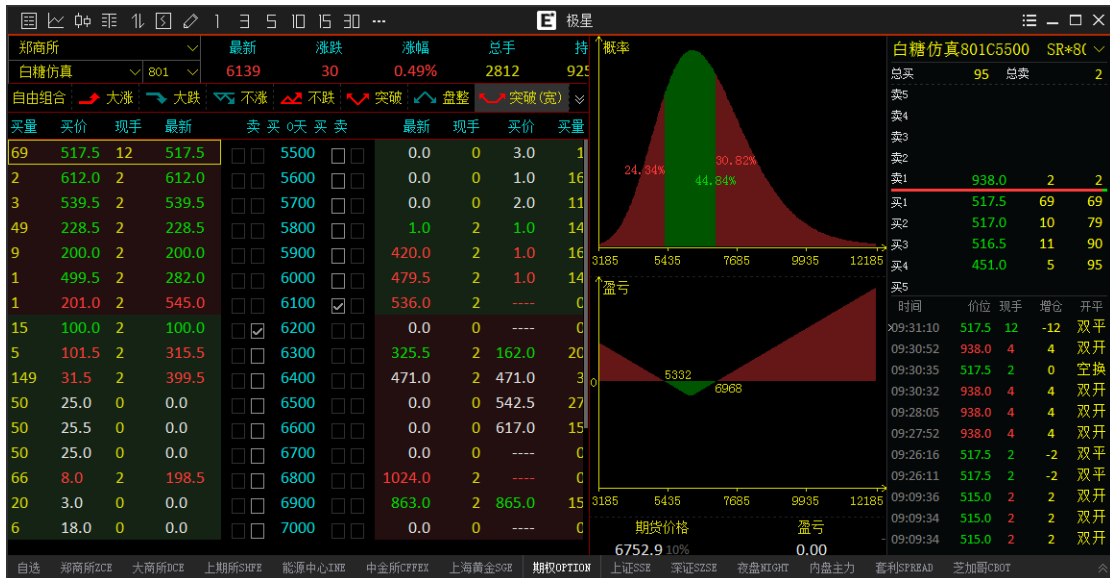 1 3 5 10 15 30 ... E 极星
郑商所 最新 涨跌 涨幅 总手 持
白糖仿真 801 6139 30 0.49% 2812 925
自由组合 大涨 大跌 不涨 不跌 突破 盘整 突破(宽)
买量 买价 现手 最新 卖 买 0天 买 卖 最新 现手 买价 买量
69 517.5 12 517.5 5500 0.0 0 3.0 1
2 612.0 2 612.0 5600 0.0 0 1.0 16
3 539.5 2 539.5 5700 0.0 0 2.0 11
49 228.5 2 228.5 5800 1.0 2 1.0 14
9 200.0 2 200.0 5900 420.0 2 1.0 16
1 499.5 2 282.0 6000 479.5 2 1.0 14
1 201.0 2 545.0 6100 536.0 2 ---- 0
15 100.0 2 100.0 6200 0.0 0 ---- 0
5 101.5 2 315.5 6300 325.5 2 162.0 20
149 31.5 2 399.5 6400 471.0 2 471.0 3
50 25.0 0 0.0 6500 0.0 0 542.5 27
50 25.5 0 0.0 6600 0.0 0 617.0 15
50 25.0 0 0.0 6700 0.0 0 ---- 0
66 8.0 2 198.5 6800 1024.0 2 ---- 0
20 3.0 0 0.0 6900 863.0 2 865.0 15
6 18.0 0 0.0 7000 0.0 0 ---- 0
概率
24.34% 30.82%
44.84%
3185 5435 7685 9935 12185
盈亏
0 5332
6968
3185 5435 7685 9935 12185
期货价格 盈亏
6752.9 10% 0.00
白糖仿真801C5500 SR*8(
总买 95 总卖 2
卖5
卖4
卖3
卖2
卖1 938.0 2 2
买1 517.5 69 69
买2 517.0 10 79
买3 516.5 11 90
买4 451.0 5 95
买5
时间 价位 现手 增仓 开平
09:31:10 517.5 12 -12 双平
09:30:52 938.0 4 4 双开
09:30:35 517.5 2 0 空换
09:30:32 938.0 4 4 双开
09:28:05 938.0 4 4 双开
09:27:52 938.0 4 4 双开
09:26:16 517.5 2 -2 双平
09:26:11 517.5 2 -2 双平
09:09:36 515.0 2 2 双开
09:09:34 515.0 2 2 双开
09:09:34 515.0 2 2 双开
自选 郑商所ZCE 大商所DCE 上期所SHFE 能源中心INE 中金所CFFEX 上海黄金SGE 期权OPTION 上证SSE 深证SZSE 夜盘NIGHT 内盘主力 套利SPREAD 芝加哥CBOT